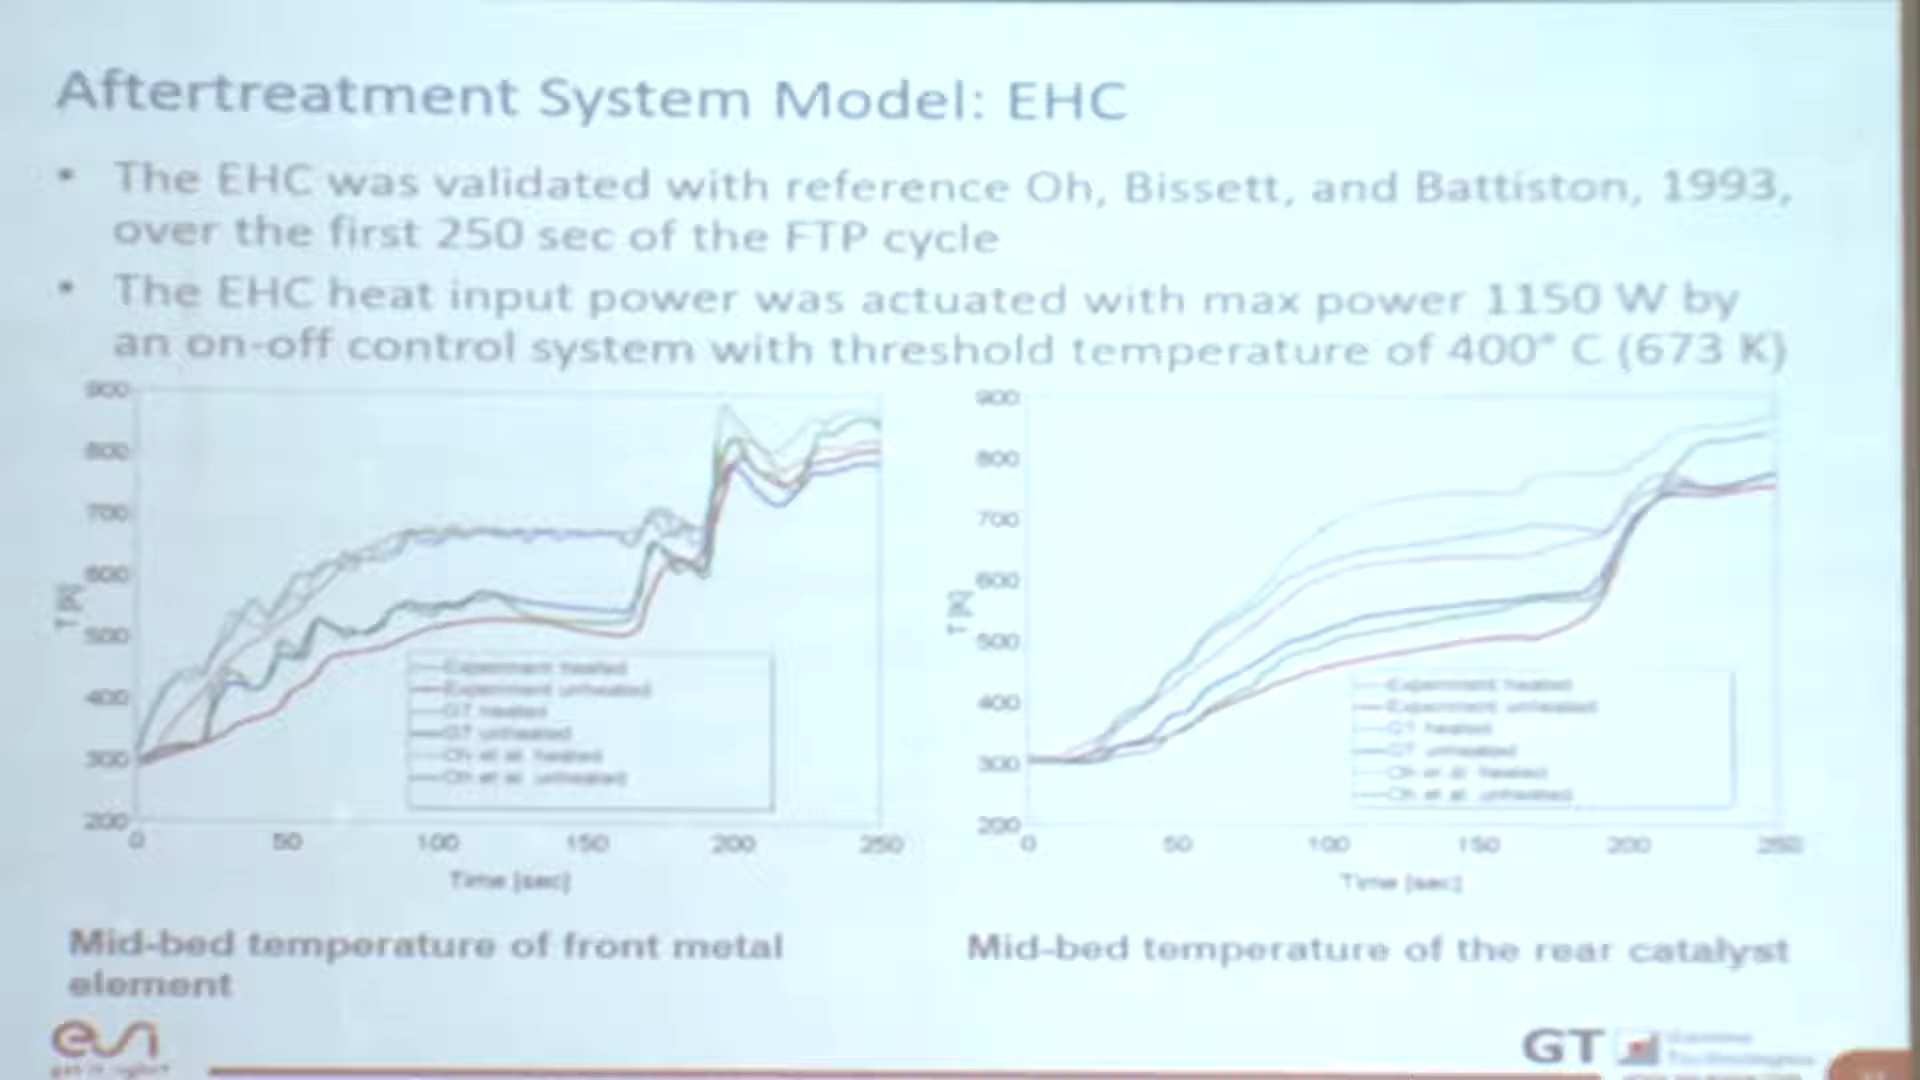 Aftertreatment System Model: EHC
• The EHC was validated with reference Oh, Bissett, and Battiston, 1993,
over the first 250 sec of the FTP cycle
• The EHC heat input power was actuated with max power 1150 W by
an on-off control system with threshold temperature of 400° C (673 K)
900
800
700
600
500
400
300
200
T [K]
0 50 100 150 200 250
Time [sec]
Experiment heated
Experiment unheated
GT heated
GT unheated
Oh et al. heated
Oh et al. unheated
900
800
700
600
500
400
300
200
T [K]
0 50 100 150 200 250
Time [sec]
Experiment heated
Experiment unheated
GT heated
GT unheated
Oh et al. heated
Oh et al. unheated
Mid-bed temperature of front metal
element
Mid-bed temperature of the rear catalyst
esi
get it right®
GT